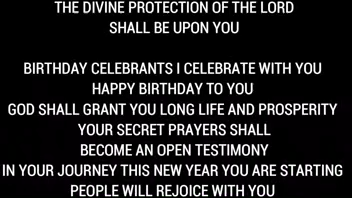 THE DIVINE PROTECTION OF THE LORD
SHALL BE UPON YOU
BIRTHDAY CELEBRANTS I CELEBRATE WITH YOU
HAPPY BIRTHDAY TO YOU
GOD SHALL GRANT YOU LONG LIFE AND PROSPERITY
YOUR SECRET PRAYERS SHALL
BECOME AN OPEN TESTIMONY
IN YOUR JOURNEY THIS NEW YEAR YOU ARE STARTING
PEOPLE WILL REJOICE WITH YOU